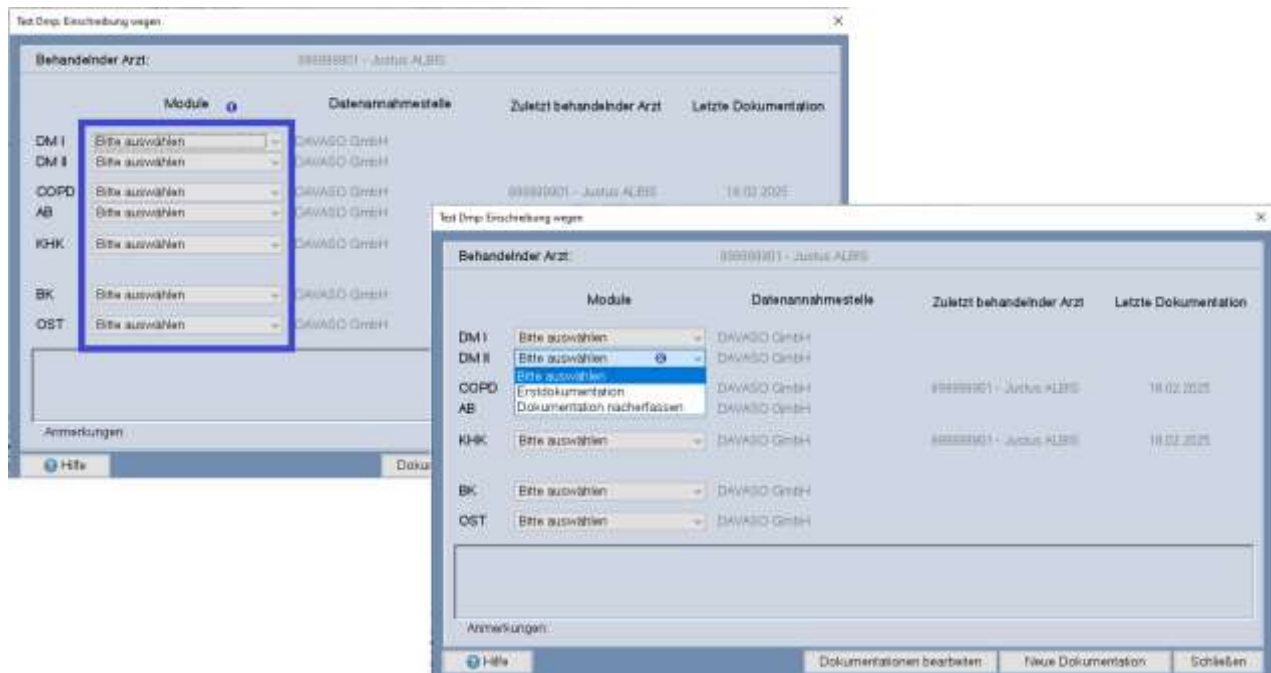 Test Dmp: Einschreibung wegen
Behandelnder Arzt: 999999901 - Justus ALBIS
Module Datenannahmestelle Zuletzt behandelnder Arzt Letzte Dokumentation
DM I Bitte auswählen DAVASO GmbH
DM II Bitte auswählen DAVASO GmbH
COPD Bitte auswählen DAVASO GmbH 999999901 - Justus ALBIS 18.02.2025
AB Bitte auswählen DAVASO GmbH
KHK Bitte auswählen DAVASO GmbH
BK Bitte auswählen DAVASO GmbH
OST Bitte auswählen DAVASO GmbH
Anmerkungen:
Hilfe Doku
Test Dmp: Einschreibung wegen
Behandelnder Arzt: 999999901 - Justus ALBIS
Module Datenannahmestelle Zuletzt behandelnder Arzt Letzte Dokumentation
DM I Bitte auswählen DAVASO GmbH
DM II Bitte auswählen DAVASO GmbH
Bitte auswählen
COPD Erstdokumentation DAVASO GmbH 999999901 - Justus ALBIS 18.02.2025
AB Dokumentation nacherfassen DAVASO GmbH
KHK Bitte auswählen DAVASO GmbH 999999901 - Justus ALBIS 18.02.2025
BK Bitte auswählen DAVASO GmbH
OST Bitte auswählen DAVASO GmbH
Anmerkungen:
Hilfe Dokumentationen bearbeiten Neue Dokumentation Schließen